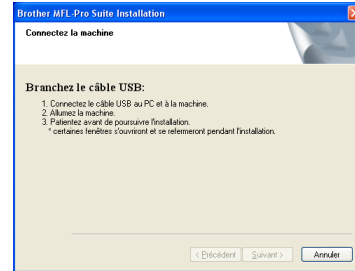 Brother MFL-Pro Suite Installation
Connectez la machine
Branchez le câble USB:
1. Connectez le câble USB au PC et à la machine.
2. Allumez la machine.
3. Patientez avant de poursuivre l'installation.
* certaines fenêtres s'ouvriront et se refermeront pendant l'installation.
< Précédent Suivant > Annuler